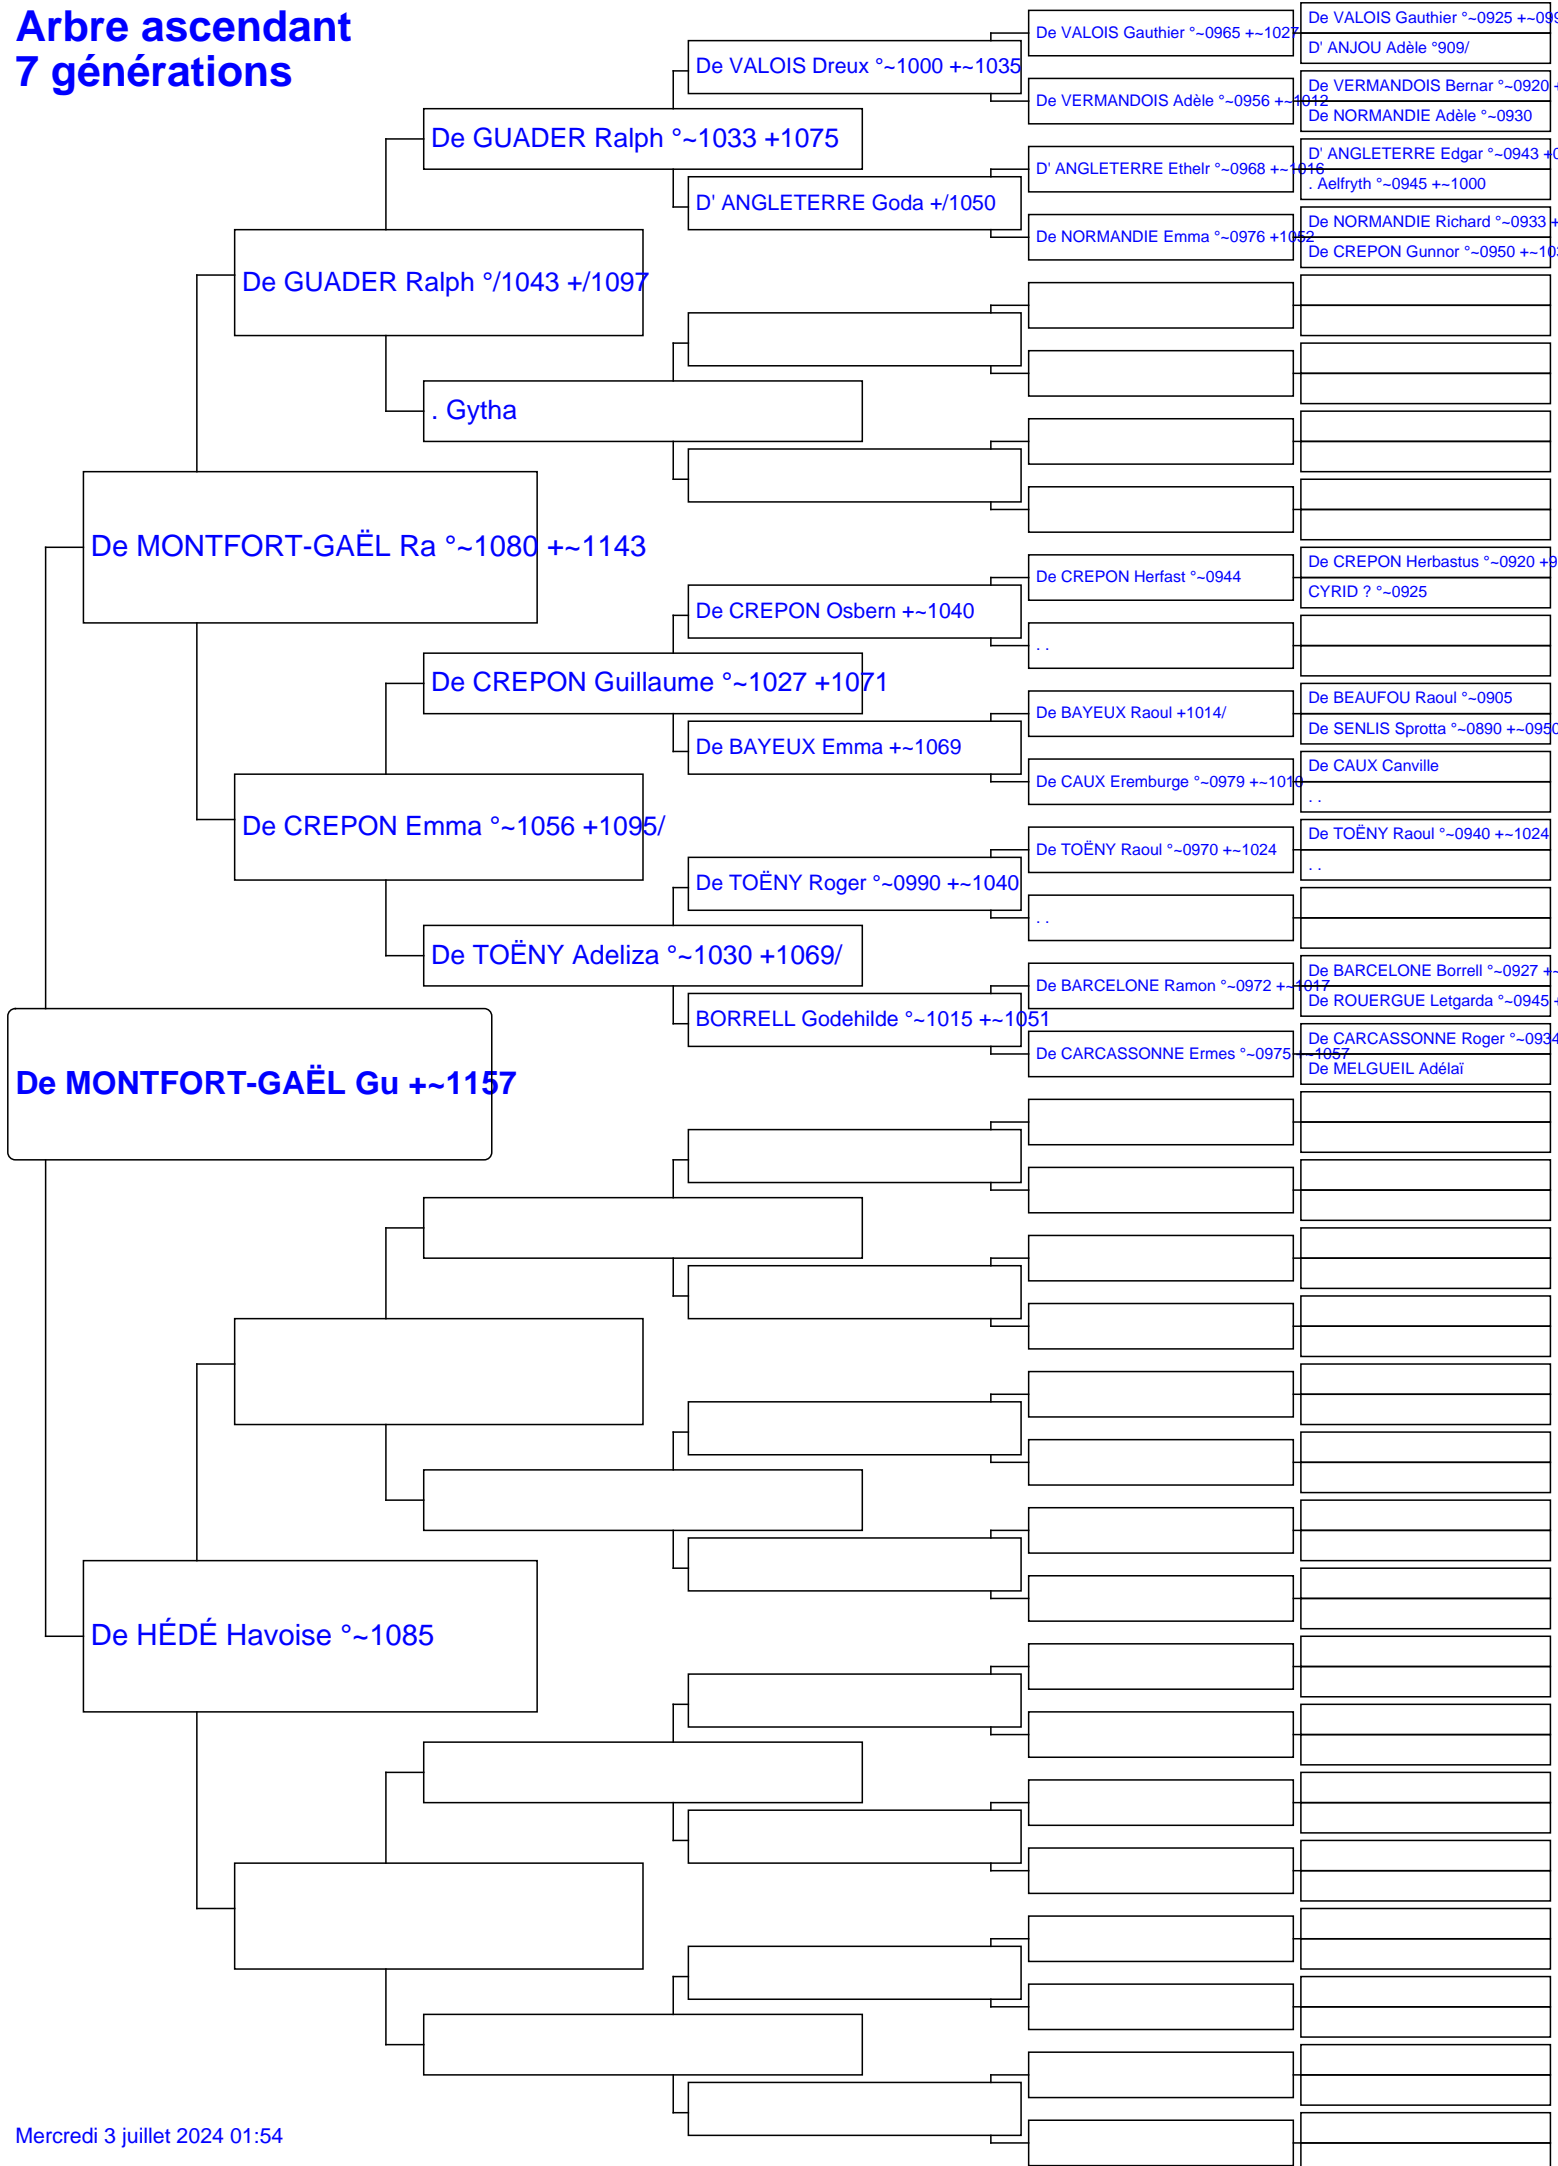 Arbre ascendant
7 générations
De VALOIS Gauthier °~0925 +~099
De VALOIS Gauthier °~0965 +~1027
D' ANJOU Adèle °909/
De VALOIS Dreux °~1000 +~1035
De VERMANDOIS Bernar °~0920 +
De VERMANDOIS Adèle °~0956 +~1012
De NORMANDIE Adèle °~0930
De GUADER Ralph °~1033 +1075
D' ANGLETERRE Edgar °~0943 +0
D' ANGLETERRE Ethelr °~0968 +~1016
. Aelfryth °~0945 +~1000
D' ANGLETERRE Goda +/1050
De NORMANDIE Richard °~0933 +
De NORMANDIE Emma °~0976 +1052
De CREPON Gunnor °~0950 +~103
De GUADER Ralph °/1043 +/1097
. Gytha
De MONTFORT-GAËL Ra °~1080 +~1143
De CREPON Herbastus °~0920 +9
De CREPON Herfast °~0944
CYRID ? °~0925
De CREPON Osbern +~1040
. .
De CREPON Guillaume °~1027 +1071
De BEAUFOU Raoul °~0905
De BAYEUX Raoul +1014/
De SENLIS Sprotta °~0890 +~0950
De BAYEUX Emma +~1069
De CAUX Canville
De CAUX Eremburge °~0979 +~1010
. .
De CREPON Emma °~1056 +1095/
De TOËNY Raoul °~0940 +~1024
De TOËNY Raoul °~0970 +~1024
. .
De TOËNY Roger °~0990 +~1040
. .
De TOËNY Adeliza °~1030 +1069/
De BARCELONE Borrell °~0927 +~
De BARCELONE Ramon °~0972 +~1017
De ROUERGUE Letgarda °~0945 +
BORRELL Godehilde °~1015 +~1051
De CARCASSONNE Roger °~0934
De CARCASSONNE Ermes °~0975 +~1057
De MELGUEIL Adélaï
De MONTFORT-GAËL Gu +~1157
De HÉDÉ Havoise °~1085
Mercredi 3 juillet 2024 01:54